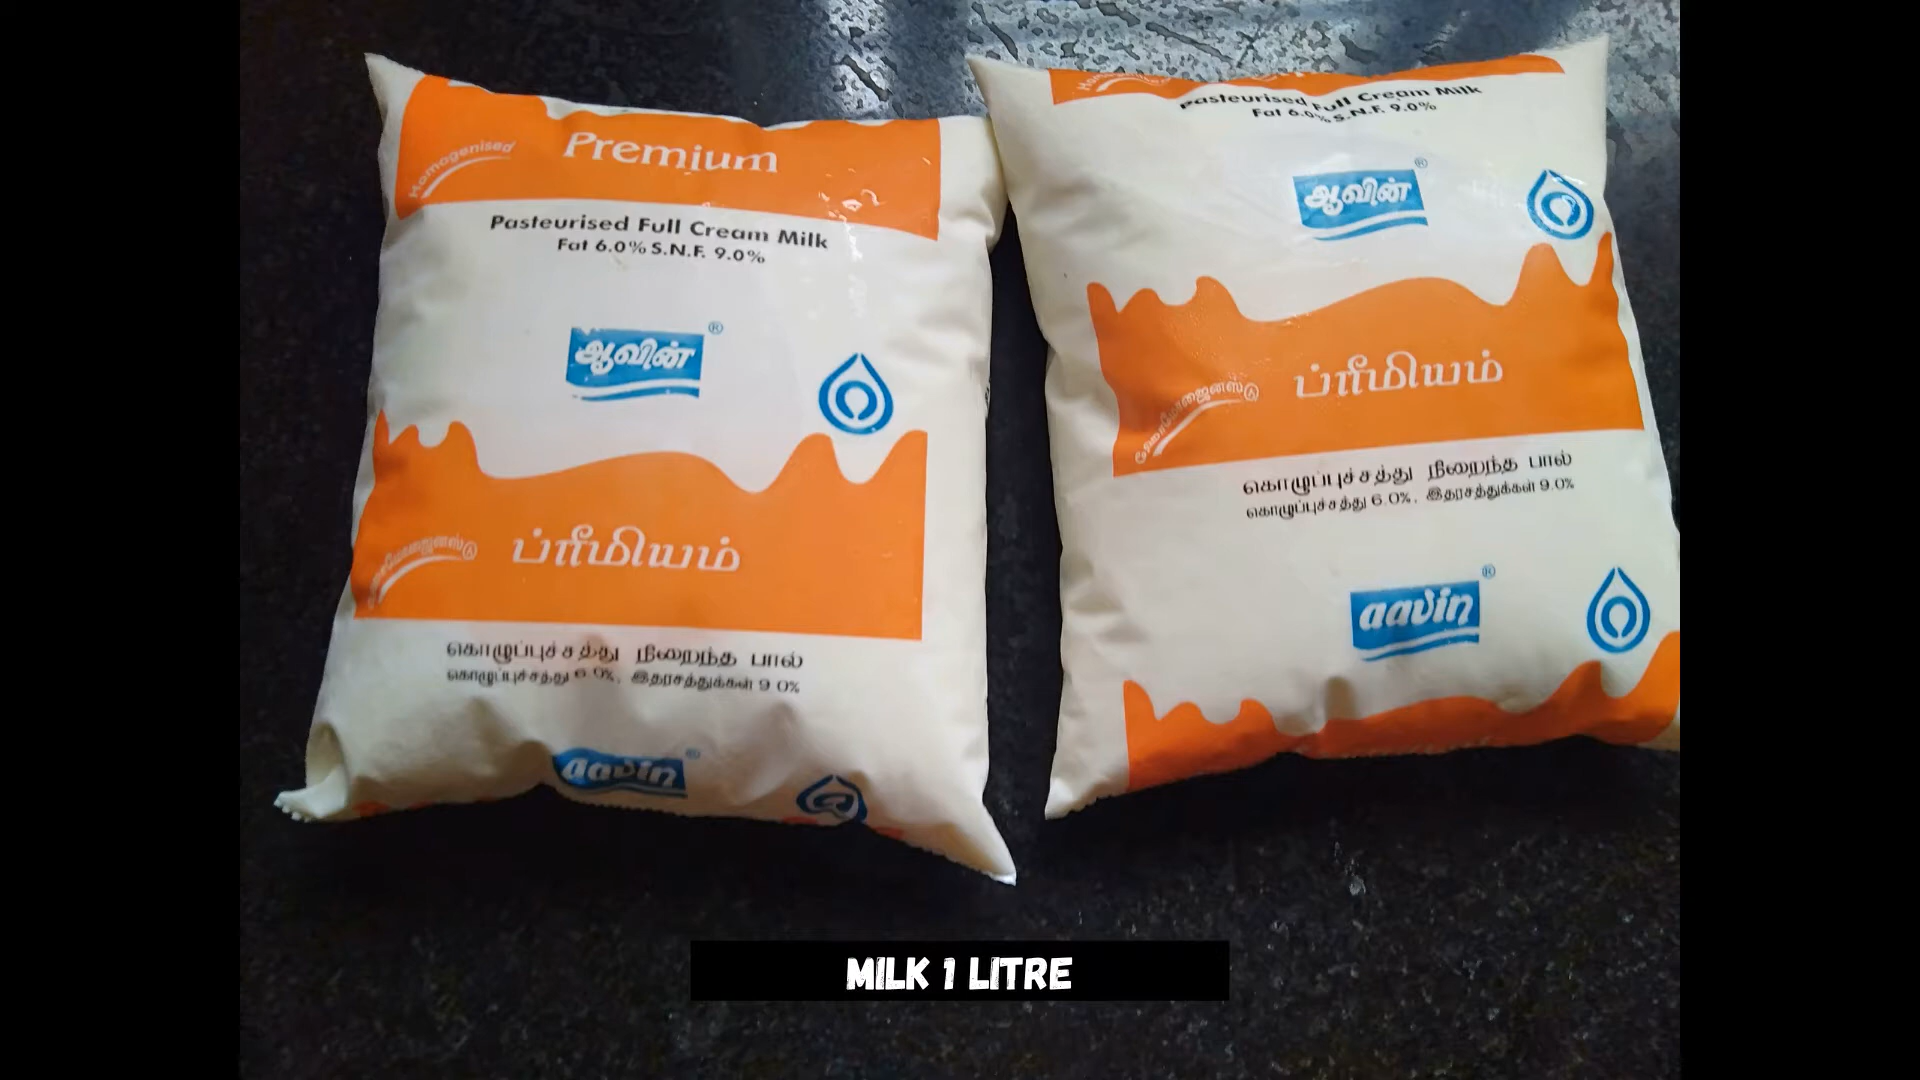 Homogenised
Premium
Pasteurised Full Cream Milk
Fat 6.0% S.N.F. 9.0%
ஆவின்®
ப்ரீமியம்
கொழுப்புச்சத்து நிறைந்த பால்
கொழுப்புச்சத்து 6.0%, இதரசத்துக்கள் 9.0%
aavin®
Pasteurised Full Cream Milk
Fat 6.0% S.N.F. 9.0%
ஆவின்®
ப்ரீமியம்
கொழுப்புச்சத்து நிறைந்த பால்
கொழுப்புச்சத்து 6.0%, இதரசத்துக்கள் 9.0%
aavin®
MILK 1 LITRE